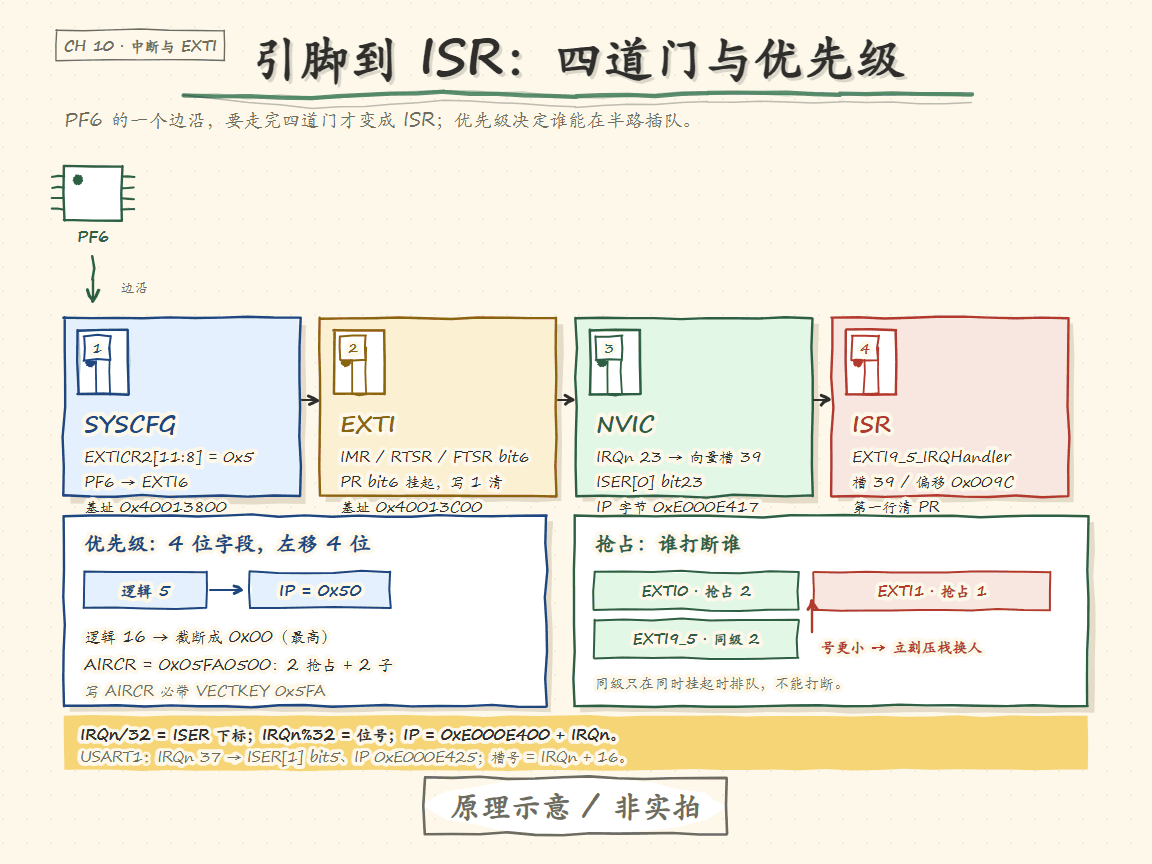 CH 10 · 中断与 EXTI
引脚到 ISR：四道门与优先级
PF6 的一个边沿，要走完四道门才变成 ISR；优先级决定谁能在半路插队。
PF6
边沿
1
SYSCFG
EXTICR2[11:8] = 0x5
PF6 → EXTI6
基址 0x40013800
2
EXTI
IMR / RTSR / FTSR bit6
PR bit6 挂起，写 1 清
基址 0x40013C00
3
NVIC
IRQn 23 → 向量槽 39
ISER[0] bit23
IP 字节 0xE000E417
4
ISR
EXTI9_5_IRQHandler
槽 39 / 偏移 0x009C
第一行清 PR
优先级：4 位字段，左移 4 位
逻辑 5
IP = 0x50
逻辑 16 → 截断成 0x00（最高）
AIRCR = 0x05FA0500：2 抢占 + 2 子
写 AIRCR 必带 VECTKEY 0x5FA
抢占：谁打断谁
EXTI0 · 抢占 2
EXTI1 · 抢占 1
EXTI9_5 · 同级 2
号更小 → 立刻压栈换人
同级只在同时挂起时排队，不能打断。
IRQn/32 = ISER 下标；IRQn%32 = 位号；IP = 0xE000E400 + IRQn。
USART1：IRQn 37 → ISER[1] bit5、IP 0xE000E425；槽号 = IRQn + 16。
原理示意 / 非实拍